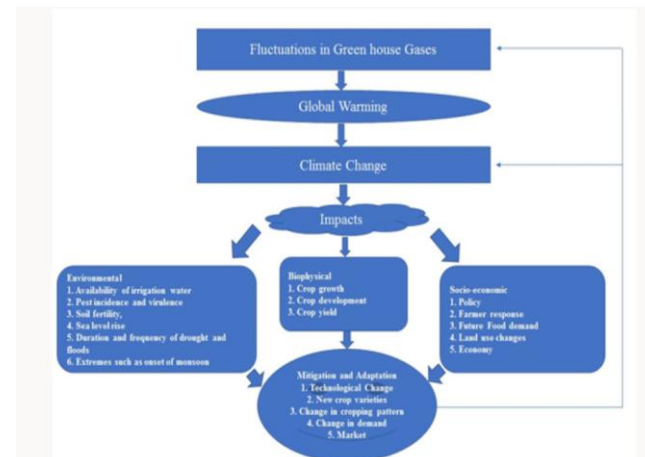 Fluctuations in Green house Gases
Global Warming
Climate Change
Impacts
Environmental
1. Availability of irrigation water
2. Pest incidence and virulence
3. Soil fertility,
4. Sea level rise
5. Duration and frequency of drought and
floods
6. Extremes such as onset of monsoon
Biophysical
1. Crop growth
2. Crop development
3. Crop yield
Socio-economic
1. Policy
2. Farmer response
3. Future Food demand
4. Land use changes
5. Economy
Mitigation and Adaptation
1. Technological Change
2. New crop varieties
3. Change in cropping pattern
4. Change in demand
5. Market